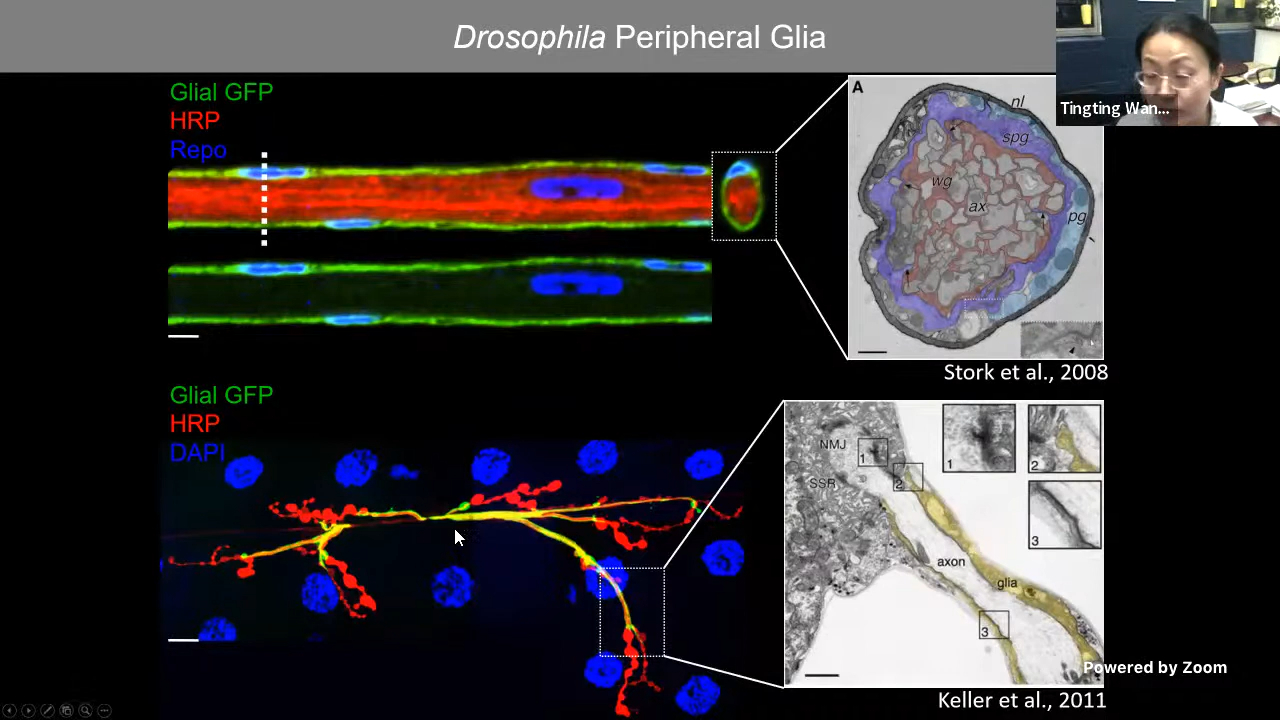 Drosophila Peripheral Glia
Tingting Wan...
Glial GFP
HRP
Repo
A
nl
spg
wg
ax
pg
Stork et al., 2008
Glial GFP
HRP
DAPI
NMJ
1
2
SSR
axon
glia
3
1
2
3
Powered by Zoom
Keller et al., 2011